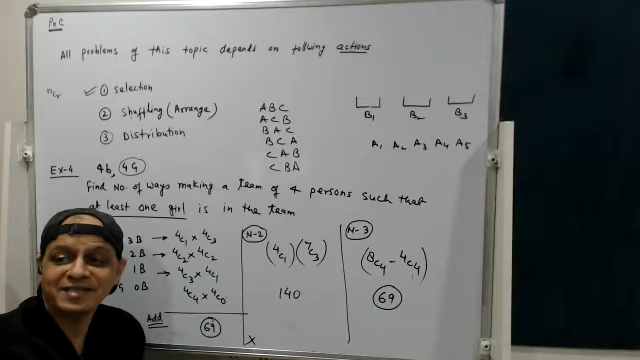 PnC
All problems of this topic depends on following actions
nCr ✓ ① Selection
② Shuffling (Arrange)
③ Distribution
ABC
ACB
BAC
BCA
CAB
CBA
B1 B2 B3
A1 A2 A3 A4 A5
Ex-4 4b, 4G
Find No. of ways making a team of 4 persons such that
at least one girl is in the team
3B → 4C1 × 4C3
2B → 4C2 × 4C2
1B → 4C3 × 4C1
G 0B 4C4 × 4C0
Add 69
M-2
(4C1)(7C3)
140
X
M-3
(8C4 - 4C4)
69